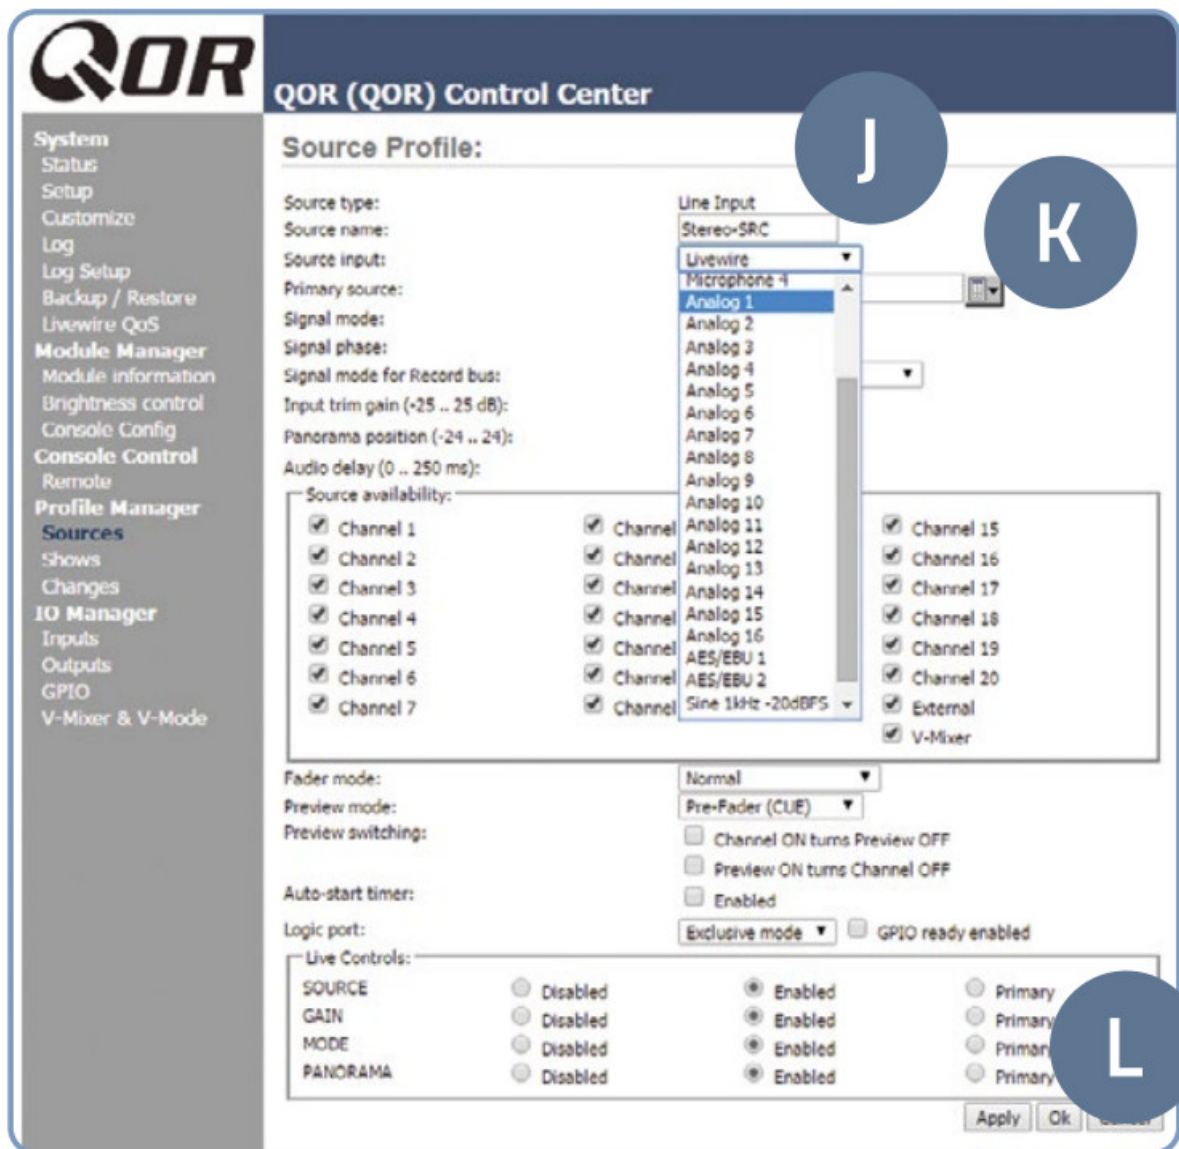 QOR
QOR (QOR) Control Center
System
Status
Setup
Customize
Log
Log Setup
Backup / Restore
Livewire QoS
Module Manager
Module information
Brightness control
Console Config
Console Control
Remote
Profile Manager
Sources
Shows
Changes
IO Manager
Inputs
Outputs
GPIO
V-Mixer & V-Mode
Source Profile:
J
K
Source type: Line Input
Source name: Stereo-SRC
Source input: Livewire
Primary source:
Signal mode:
Signal phase:
Signal mode for Record bus:
Input trim gain (-25 .. 25 dB):
Panorama position (-24 .. 24):
Audio delay (0 .. 250 ms):
Microphone 4
Analog 1
Analog 2
Analog 3
Analog 4
Analog 5
Analog 6
Analog 7
Analog 8
Analog 9
Analog 10
Analog 11
Analog 12
Analog 13
Analog 14
Analog 15
Analog 16
AES/EBU 1
AES/EBU 2
Sine 1kHz -20dBFS
Source availability:
Channel 1 Channel Channel 15
Channel 2 Channel Channel 16
Channel 3 Channel Channel 17
Channel 4 Channel Channel 18
Channel 5 Channel Channel 19
Channel 6 Channel Channel 20
Channel 7 Channel External
V-Mixer
Fader mode: Normal
Preview mode: Pre-Fader (CUE)
Preview switching: Channel ON turns Preview OFF
Preview ON turns Channel OFF
Auto-start timer: Enabled
Logic port: Exclusive mode GPIO ready enabled
Live Controls:
SOURCE Disabled Enabled Primary
GAIN Disabled Enabled Primary
MODE Disabled Enabled Primary
PANORAMA Disabled Enabled Primary
L
Apply Ok